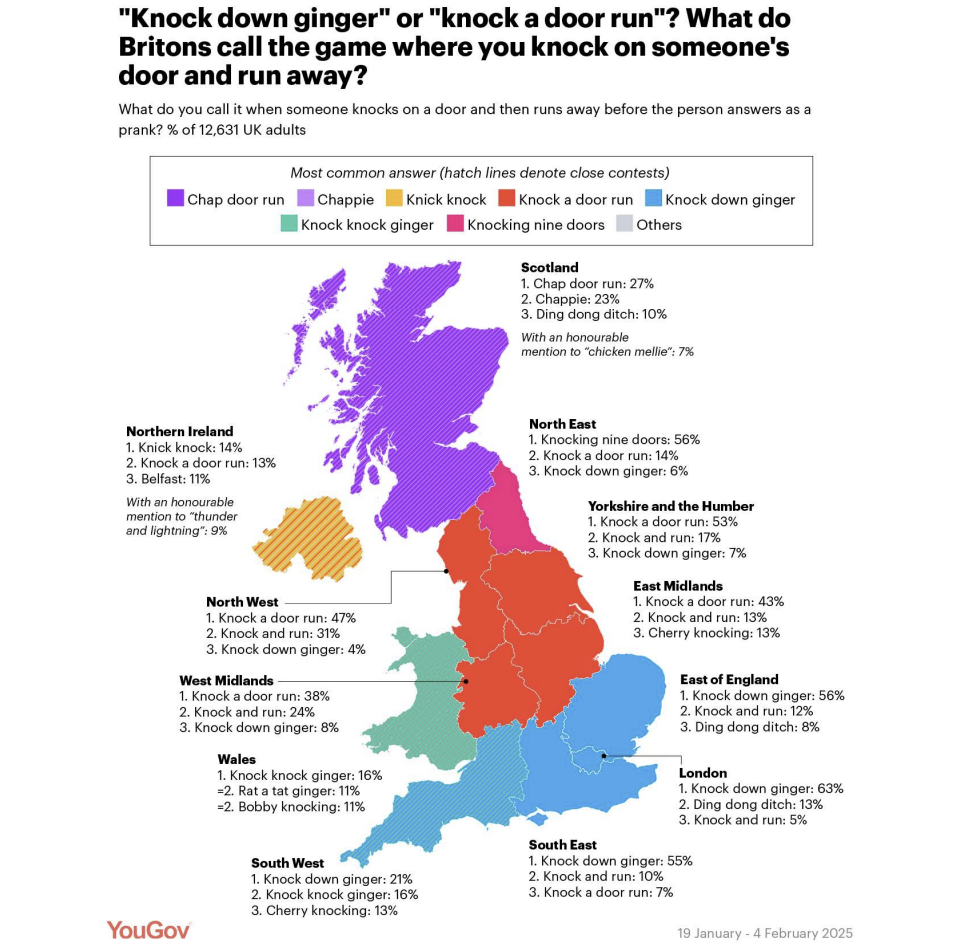 "Knock down ginger" or "knock a door run"? What do
Britons call the game where you knock on someone's
door and run away?
What do you call it when someone knocks on a door and then runs away before the person answers as a
prank? % of 12,631 UK adults
Most common answer (hatch lines denote close contests)
Chap door run
Chappie
Knick knock
Knock a door run
Knock down ginger
Knock knock ginger
Knocking nine doors
Others
Scotland
1. Chap door run: 27%
2. Chappie: 23%
3. Ding dong ditch: 10%
With an honourable
mention to “chicken mellie”: 7%
Northern Ireland
1. Knick knock: 14%
2. Knock a door run: 13%
3. Belfast: 11%
With an honourable
mention to “thunder
and lightning”: 9%
North East
1. Knocking nine doors: 56%
2. Knock a door run: 14%
3. Knock down ginger: 6%
Yorkshire and the Humber
1. Knock a door run: 53%
2. Knock and run: 17%
3. Knock down ginger: 7%
North West
1. Knock a door run: 47%
2. Knock and run: 31%
3. Knock down ginger: 4%
East Midlands
1. Knock a door run: 43%
2. Knock and run: 13%
3. Cherry knocking: 13%
West Midlands
1. Knock a door run: 38%
2. Knock and run: 24%
3. Knock down ginger: 8%
East of England
1. Knock down ginger: 56%
2. Knock and run: 12%
3. Ding dong ditch: 8%
Wales
1. Knock knock ginger: 16%
=2. Rat a tat ginger: 11%
=2. Bobby knocking: 11%
London
1. Knock down ginger: 63%
2. Ding dong ditch: 13%
3. Knock and run: 5%
South West
1. Knock down ginger: 21%
2. Knock knock ginger: 16%
3. Cherry knocking: 13%
South East
1. Knock down ginger: 55%
2. Knock and run: 10%
3. Knock a door run: 7%
YouGov
19 January - 4 February 2025